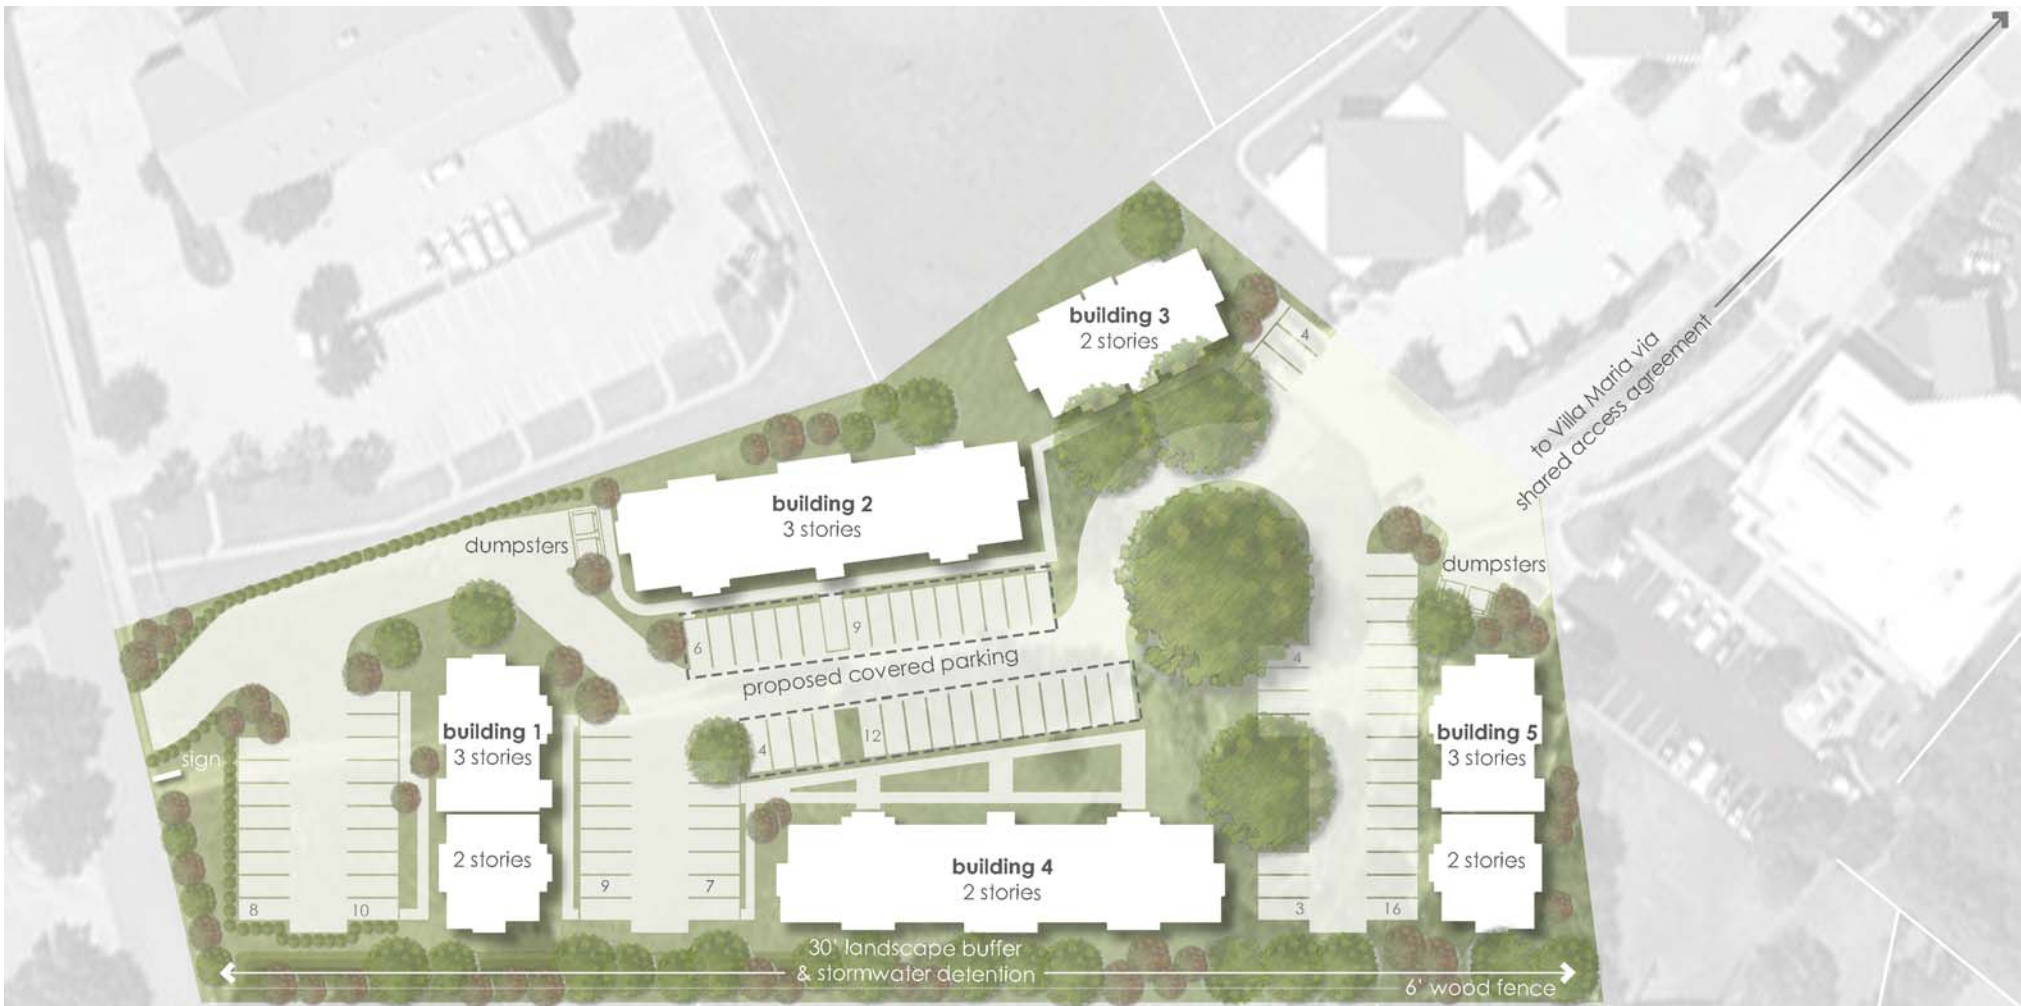 building 3
2 stories
4
to Villa Maria via
shared access agreement
building 2
3 stories
dumpsters
dumpsters
6
9
proposed covered parking
4
12
4
building 1
3 stories
building 5
3 stories
sign
2 stories
2 stories
building 4
2 stories
8
10
9
7
3
16
30' landscape buffer
& stormwater detention
6' wood fence